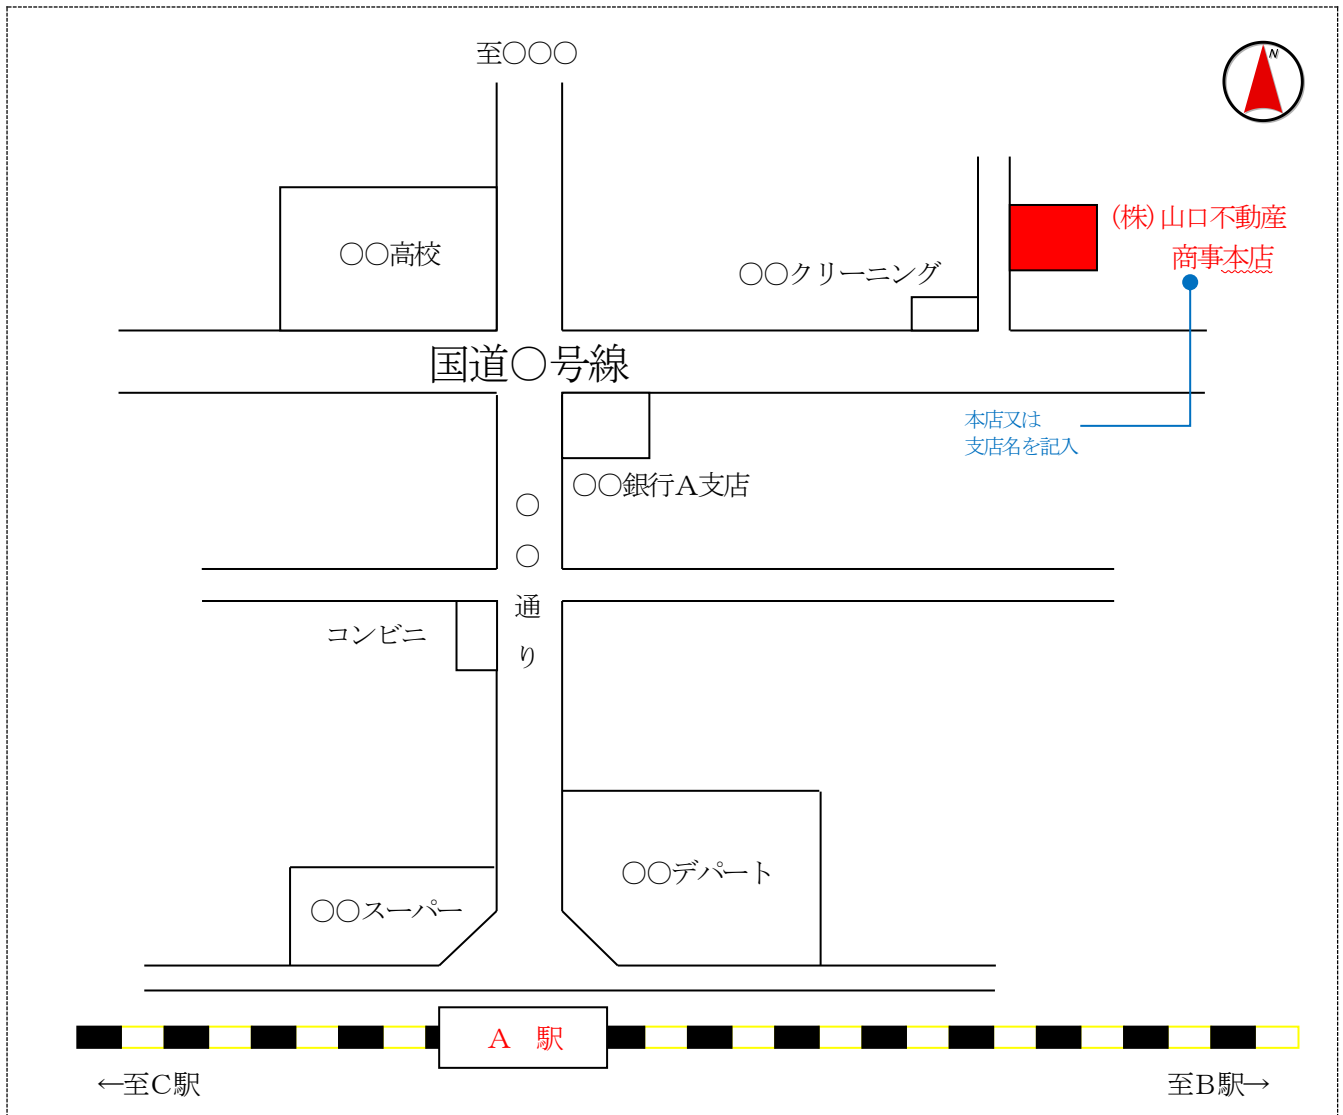 至○○○
N
○○高校
(株)山口不動産
商事本店
○○クリーニング
国道○号線
本店又は
支店名を記入
○○銀行A支店
○○通り
コンビニ
○○デパート
○○スーパー
A 駅
←至C駅
至B駅→